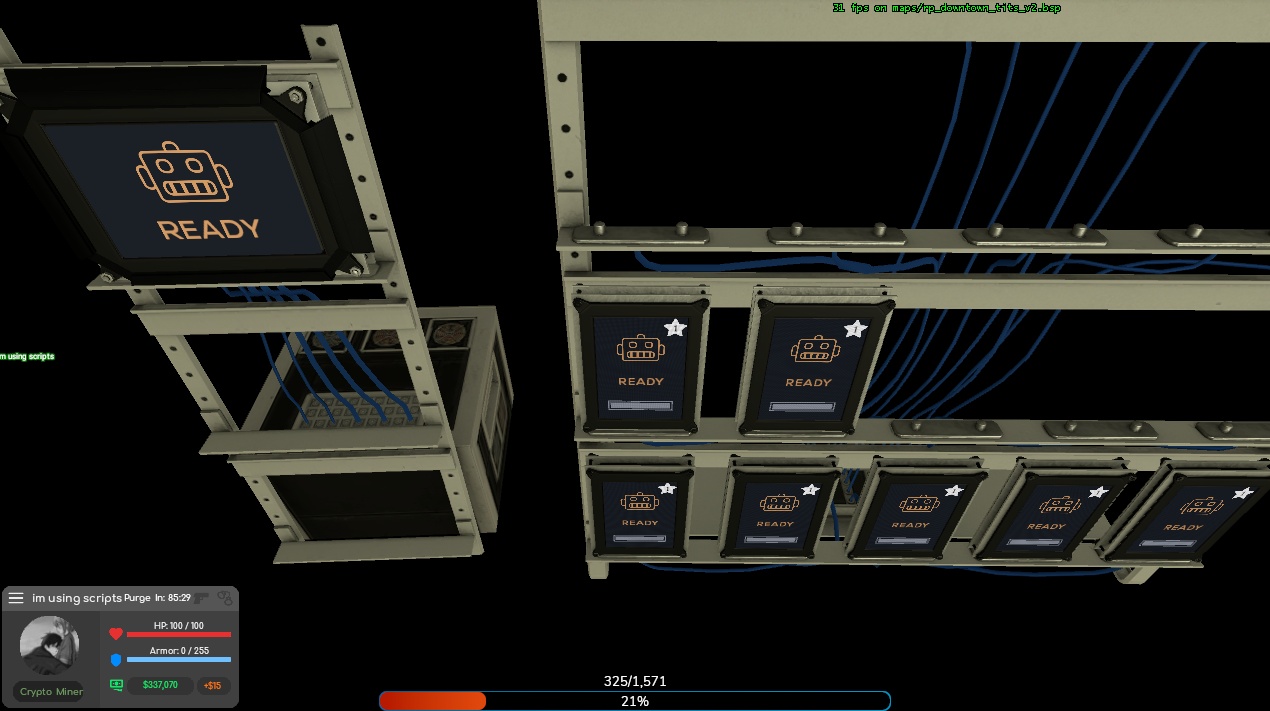 31 fps on maps/rp_downtown_tits_v2.bsp
READY
1
READY
READY
m using scripts
READY
READY
READY
READY
READY
im using scripts Purge In: 85:29
HP: 100 / 100
Armor: 0 / 255
Crypto Miner
$337,070
+$15
325/1,571
21%